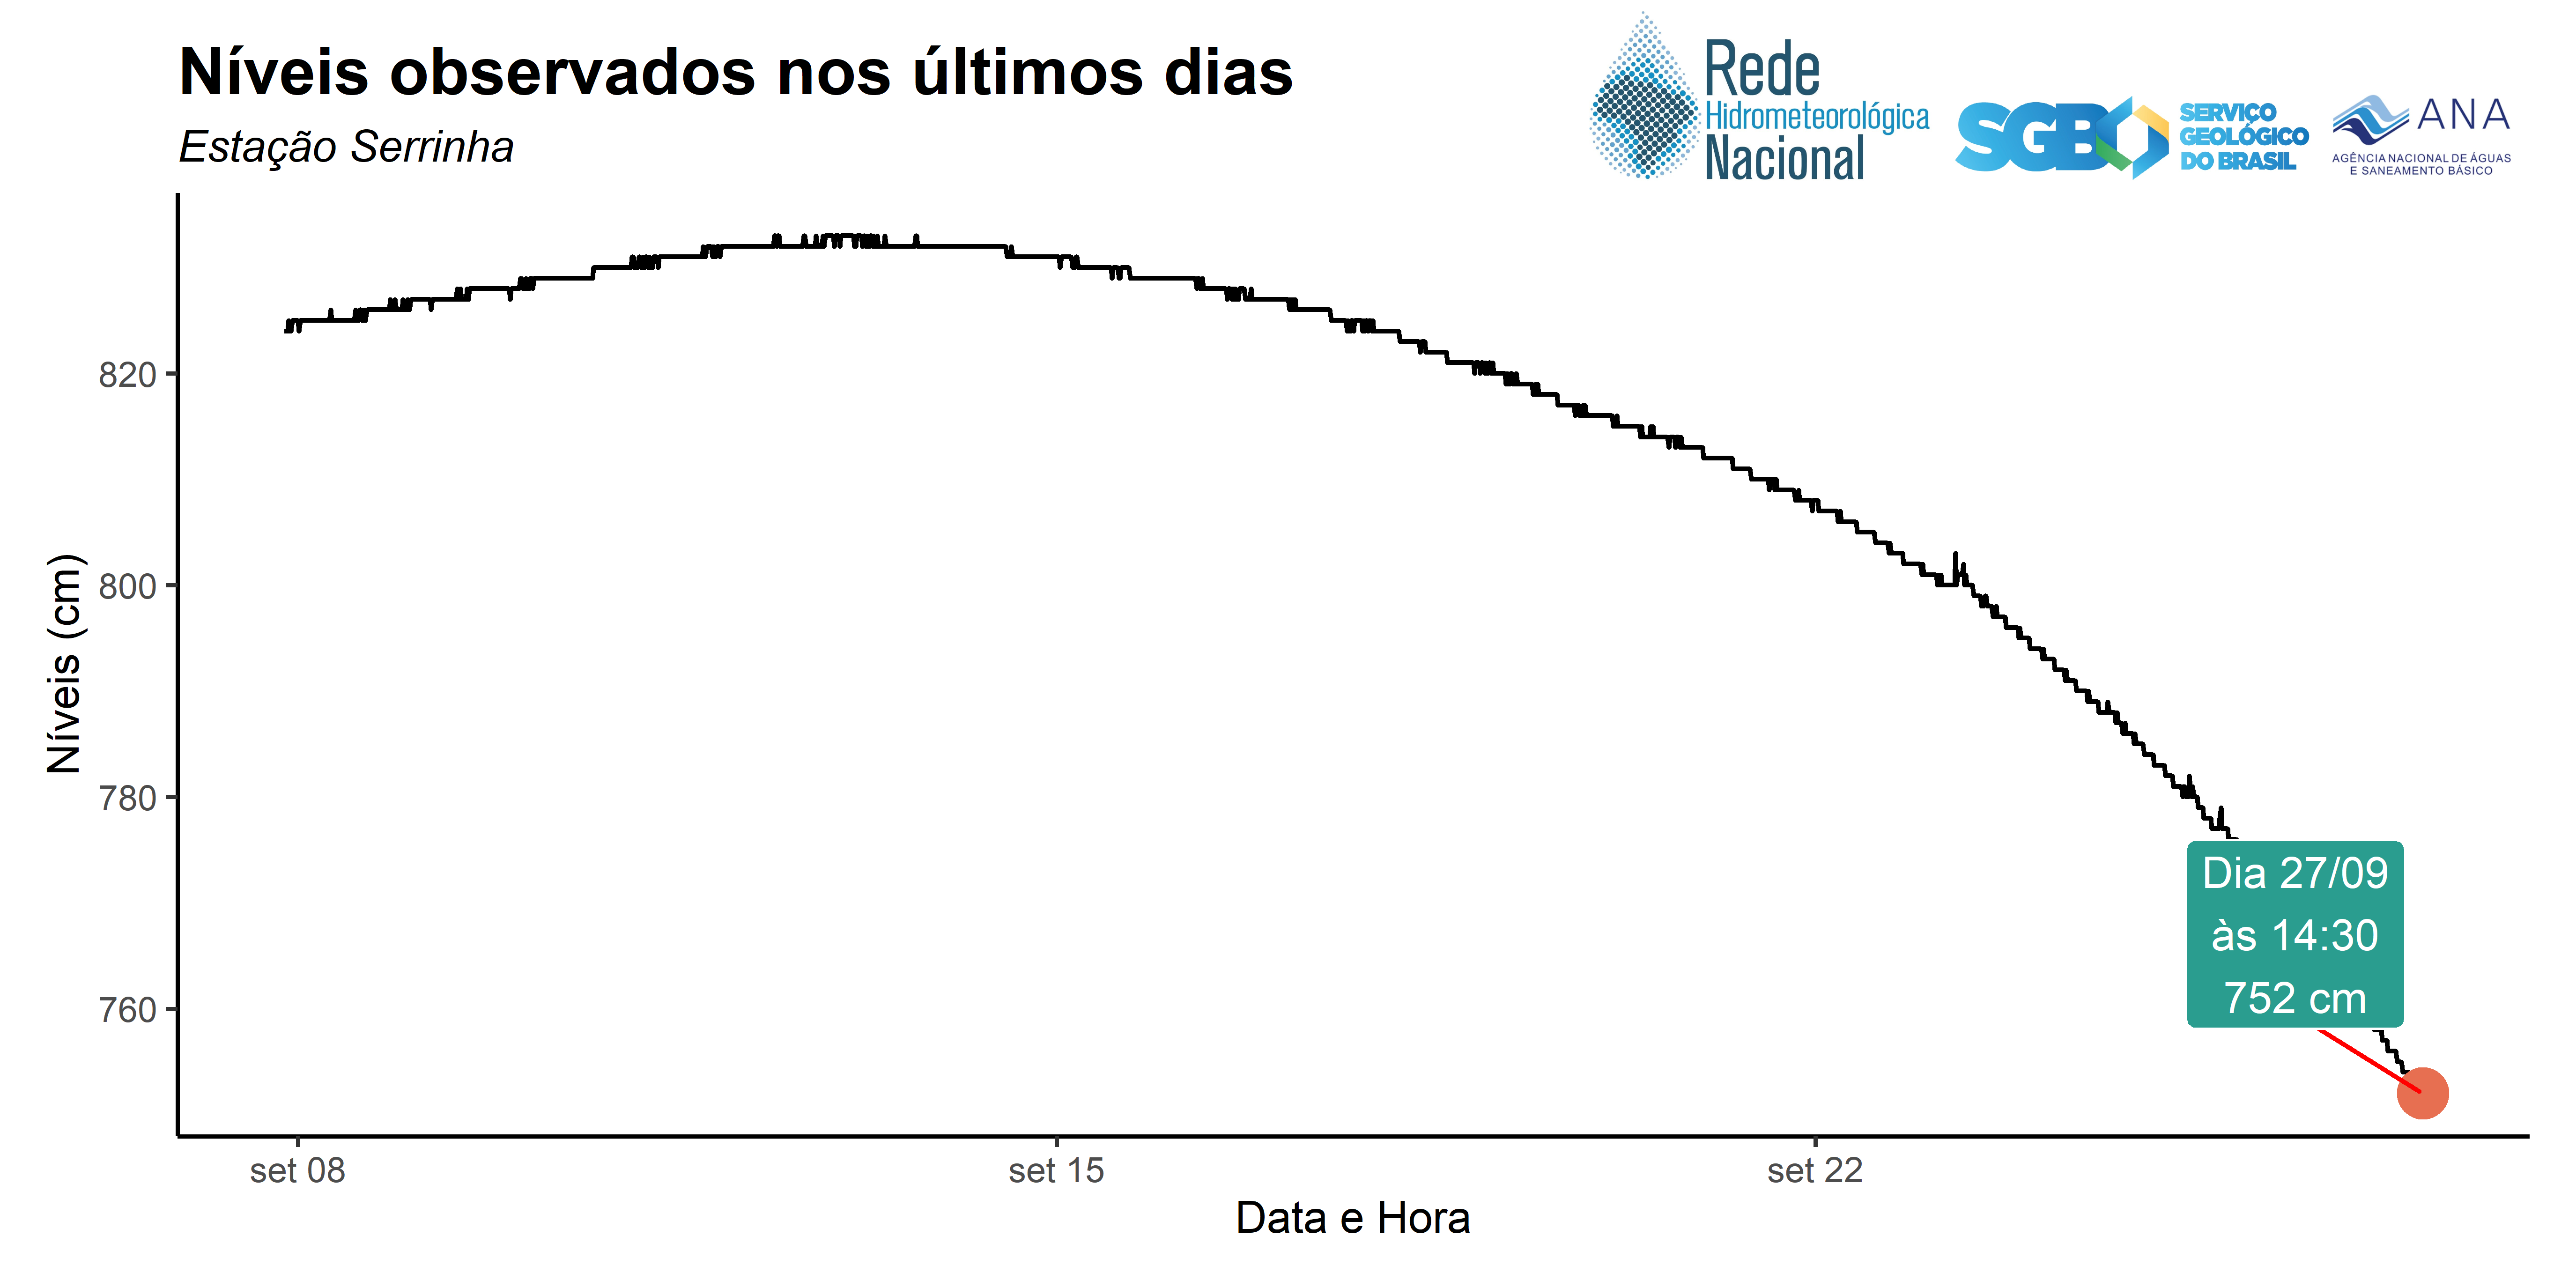 Níveis observados nos últimos dias
Estação Serrinha
Rede
Hidrometeorológica
Nacional
SGB
SERVIÇO
GEOLÓGICO
DO BRASIL
ANA
AGÊNCIA NACIONAL DE ÁGUAS
E SANEAMENTO BÁSICO
Níveis (cm)
820
800
780
760
Dia 27/09
às 14:30
752 cm
set 08
set 15
set 22
Data e Hora